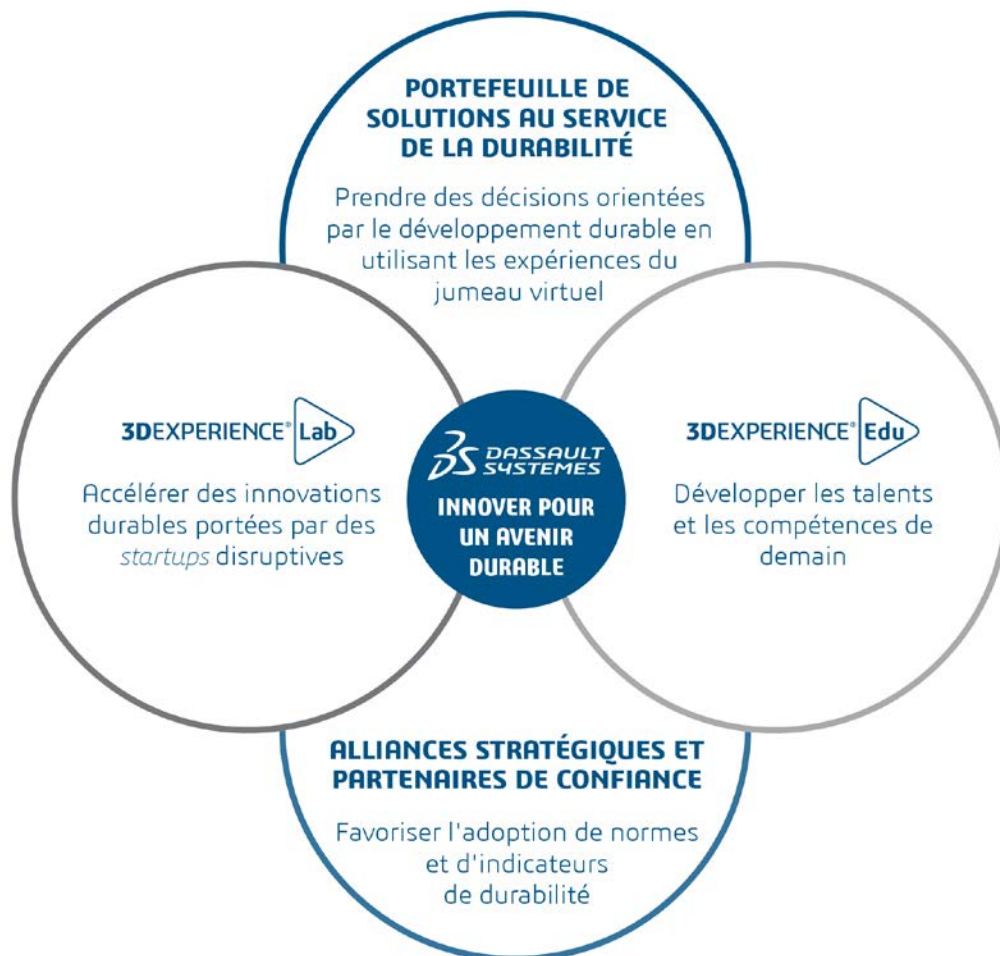 PORTEFEUILLE DE
SOLUTIONS AU SERVICE
DE LA DURABILITÉ
Prendre des décisions orientées
par le développement durable en
utilisant les expériences du
jumeau virtuel
3DEXPERIENCE® Lab
Accélérer des innovations
durables portées par des
startups disruptives
3DS DASSAULT
SYSTEMES
INNOVER POUR
UN AVENIR
DURABLE
3DEXPERIENCE® Edu
Développer les talents
et les compétences de
demain
ALLIANCES STRATÉGIQUES ET
PARTENAIRES DE CONFIANCE
Favoriser l'adoption de normes
et d'indicateurs
de durabilité